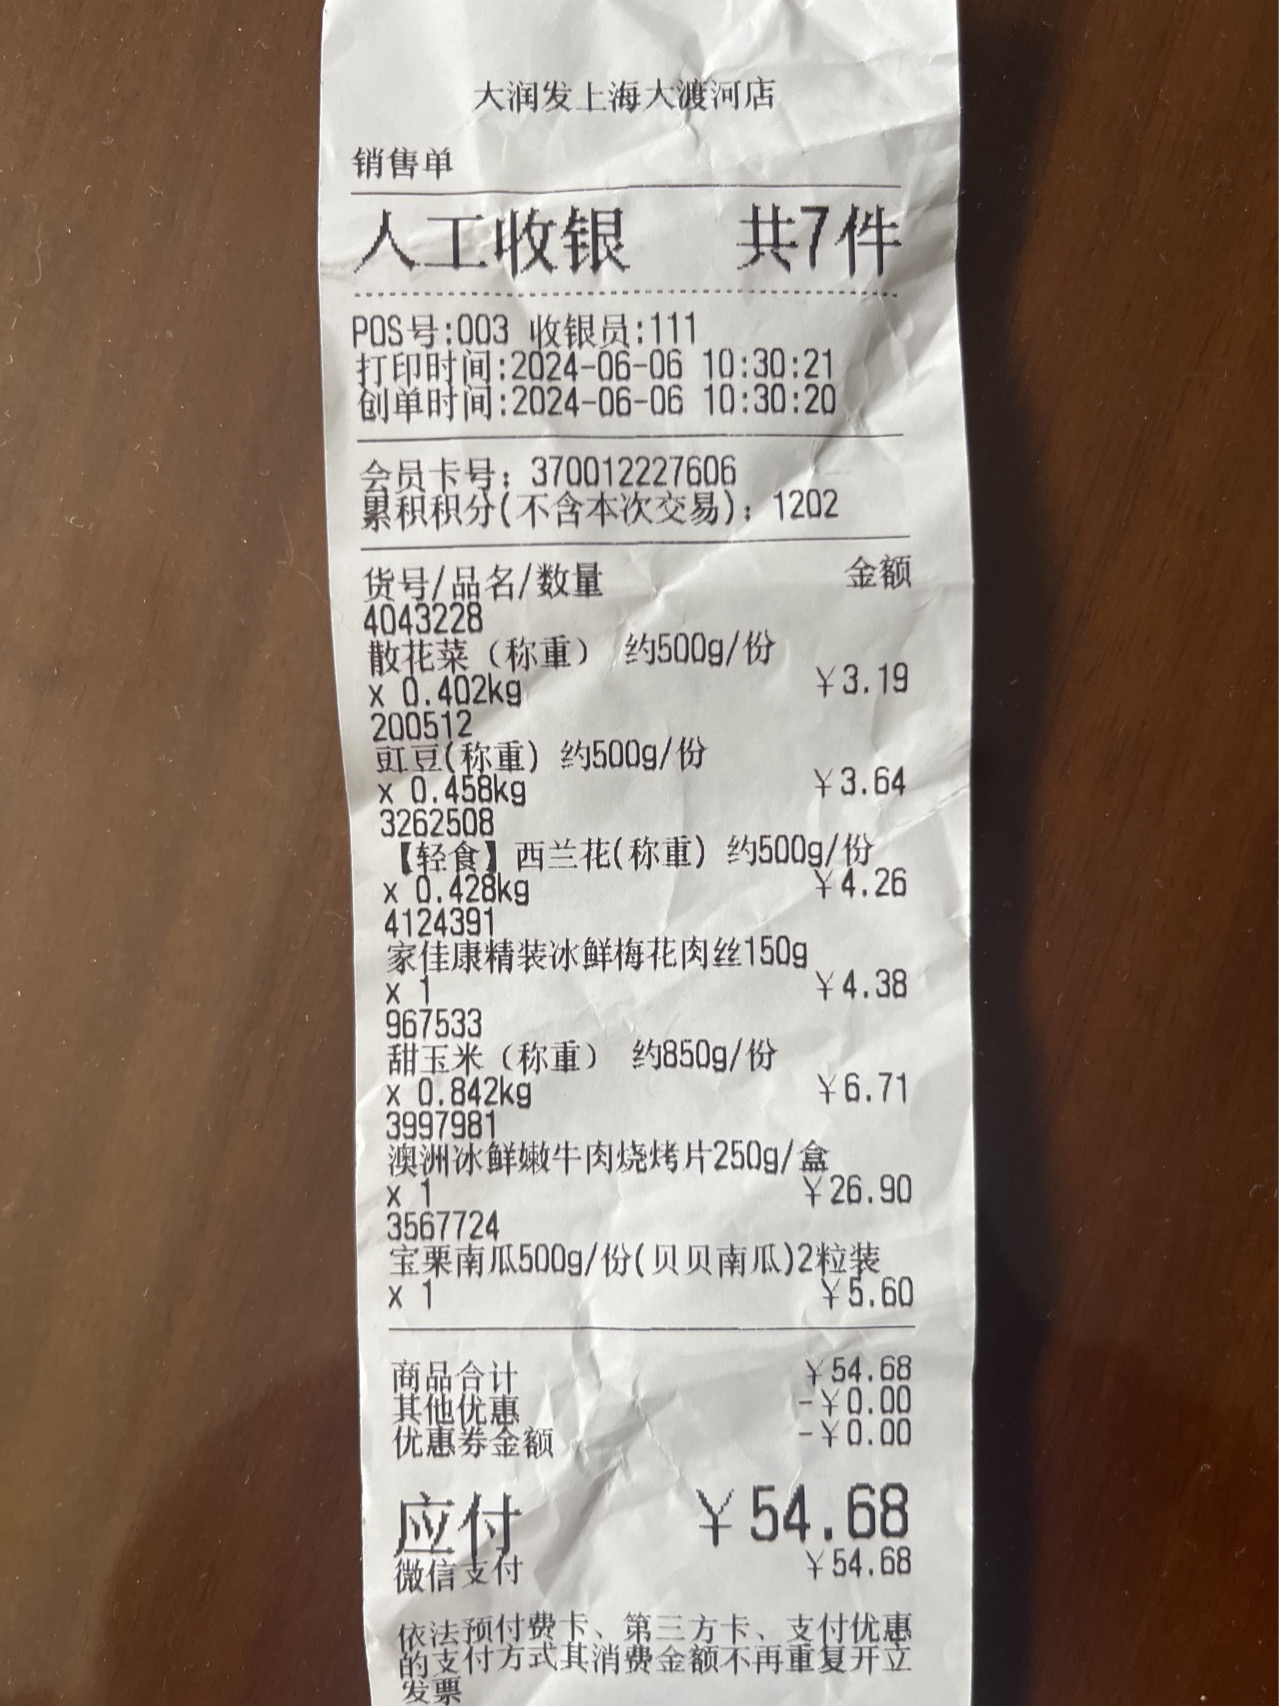 大润发上海大渡河店
销售单
人工收银 共7件
POS号:003 收银员:111
打印时间:2024-06-06 10:30:21
创单时间:2024-06-06 10:30:20
会员卡号：370012227606
累积积分(不含本次交易)：1202
货号/品名/数量 金额
4043228
散花菜（称重） 约500g/份
x 0.402kg ￥3.19
200512
豇豆(称重) 约500g/份
x 0.458kg ￥3.64
3262508
【轻食】西兰花(称重) 约500g/份
x 0.428kg ￥4.26
4124391
家佳康精装冰鲜梅花肉丝150g
x 1 ￥4.38
967533
甜玉米（称重） 约850g/份
x 0.842kg ￥6.71
3997981
澳洲冰鲜嫩牛肉烧烤片250g/盒
x 1 ￥26.90
3567724
宝栗南瓜500g/份(贝贝南瓜)2粒装
x 1 ￥5.60
商品合计 ￥54.68
其他优惠 -￥0.00
优惠券金额 -￥0.00
应付 ￥54.68
微信支付 ￥54.68
依法预付费卡、第三方卡、支付优惠
的支付方式其消费金额不再重复开立
发票